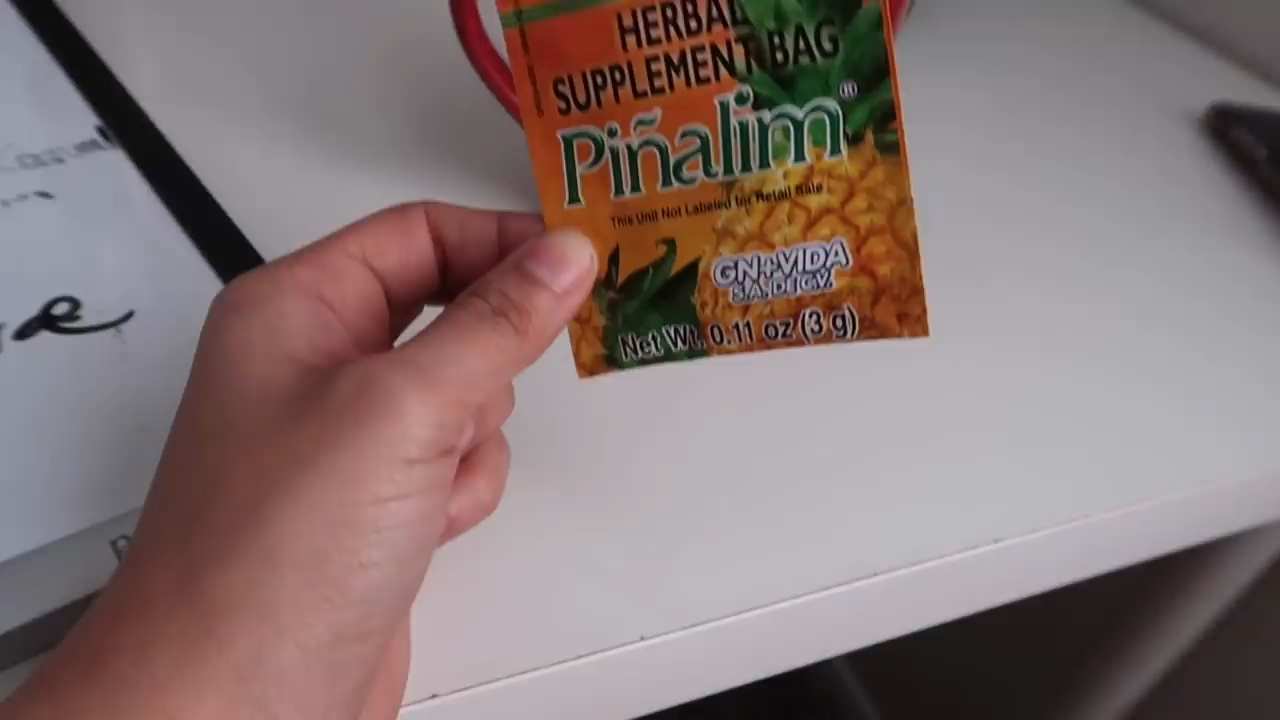 HERBAL
SUPPLEMENT BAG
Piñalim®
This Unit Not Labeled for Retail Sale
GN+VIDA
S.A. DE C.V.
Net Wt. 0.11 oz (3 g)